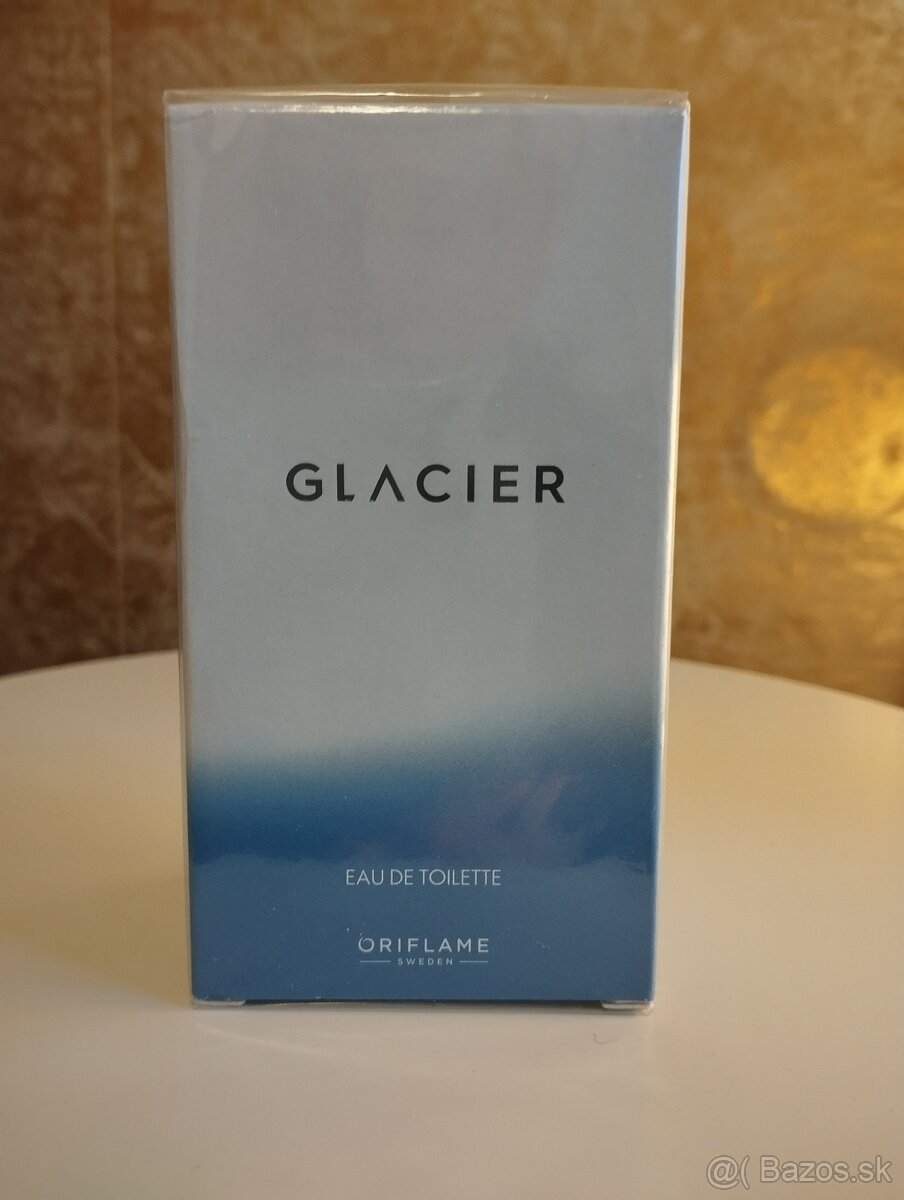 GLACIER
EAU DE TOILETTE
ORIFLAME
SWEDEN
@( Bazos.sk